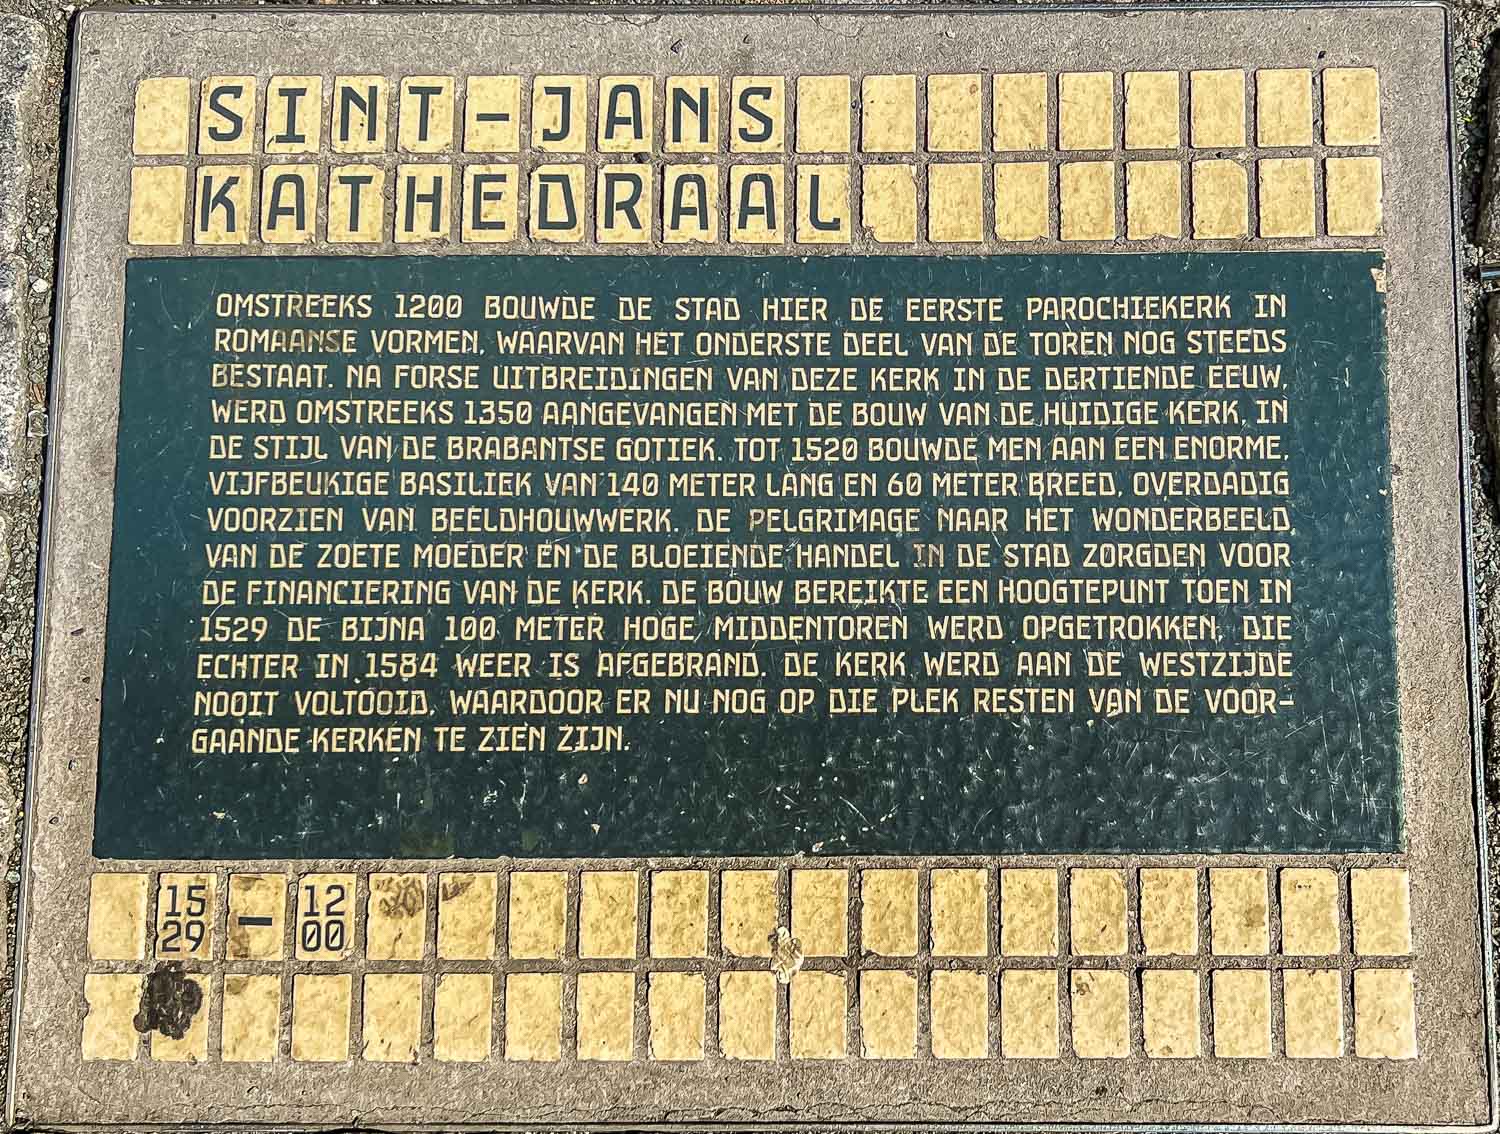 SINT-JANS
KATHEDRAAL
OMSTREEKS 1200 BOUWDE DE STAD HIER DE EERSTE PAROCHIEKERK IN
ROMAANSE VORMEN, WAARVAN HET ONDERSTE DEEL VAN DE TOREN NOG STEEDS
BESTAAT. NA FORSE UITBREIDINGEN VAN DEZE KERK IN DE DERTIENDE EEUW,
WERD OMSTREEKS 1350 AANGEVANGEN MET DE BOUW VAN DE HUIDIGE KERK, IN
DE STIJL VAN DE BRABANTSE GOTIEK. TOT 1520 BOUWDE MEN AAN EEN ENORME,
VIJFBEUKIGE BASILIEK VAN 140 METER LANG EN 60 METER BREED, OVERDADIG
VOORZIEN VAN BEELDHOUWWERK. DE PELGRIMAGE NAAR HET WONDERBEELD
VAN DE ZOETE MOEDER EN DE BLOEIENDE HANDEL IN DE STAD ZORGDEN VOOR
DE FINANCIERING VAN DE KERK. DE BOUW BEREIKTE EEN HOOGTEPUNT TOEN IN
1529 DE BIJNA 100 METER HOGE MIDDENTOREN WERD OPGETROKKEN, DIE
ECHTER IN 1584 WEER IS AFGEBRAND. DE KERK WERD AAN DE WESTZIJDE
NOOIT VOLTOOID, WAARDOOR ER NU NOG OP DIE PLEK RESTEN VAN DE VOOR-
GAANDE KERKEN TE ZIEN ZIJN.
15 12
29 - 00